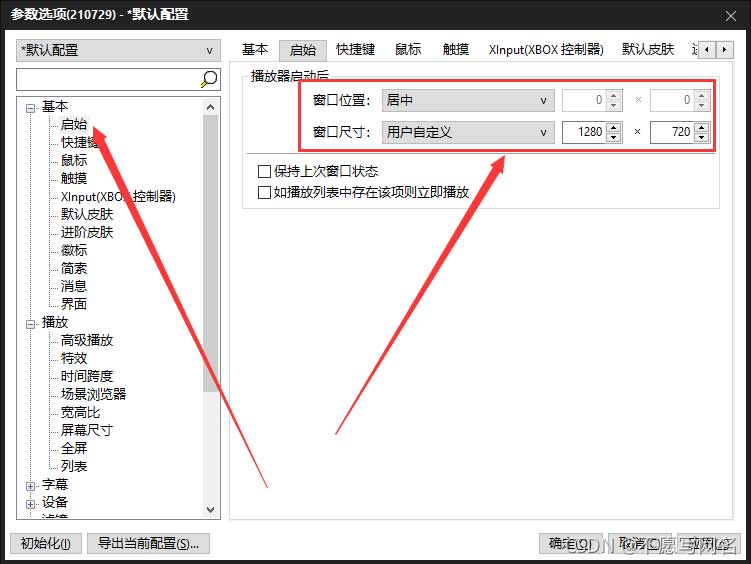 参数选项(210729) - *默认配置
*默认配置
基本
启始
快捷键
鼠标
触摸
XInput(XBOX 控制器)
默认皮肤
进阶皮肤
徽标
简索
消息
界面
播放
高级播放
特效
时间跨度
场景浏览器
宽高比
屏幕尺寸
全屏
列表
字幕
设备
滤镜
基本 启始 快捷键 鼠标 触摸 XInput(XBOX 控制器) 默认皮肤
播放器启动后
窗口位置: 居中 0 × 0
窗口尺寸: 用户自定义 1280 × 720
保持上次窗口状态
如播放列表中存在该项则立即播放
初始化(I) 导出当前配置(S)... 确定(O) 取消(C) 应用(A)
CSDN @不愿写网名